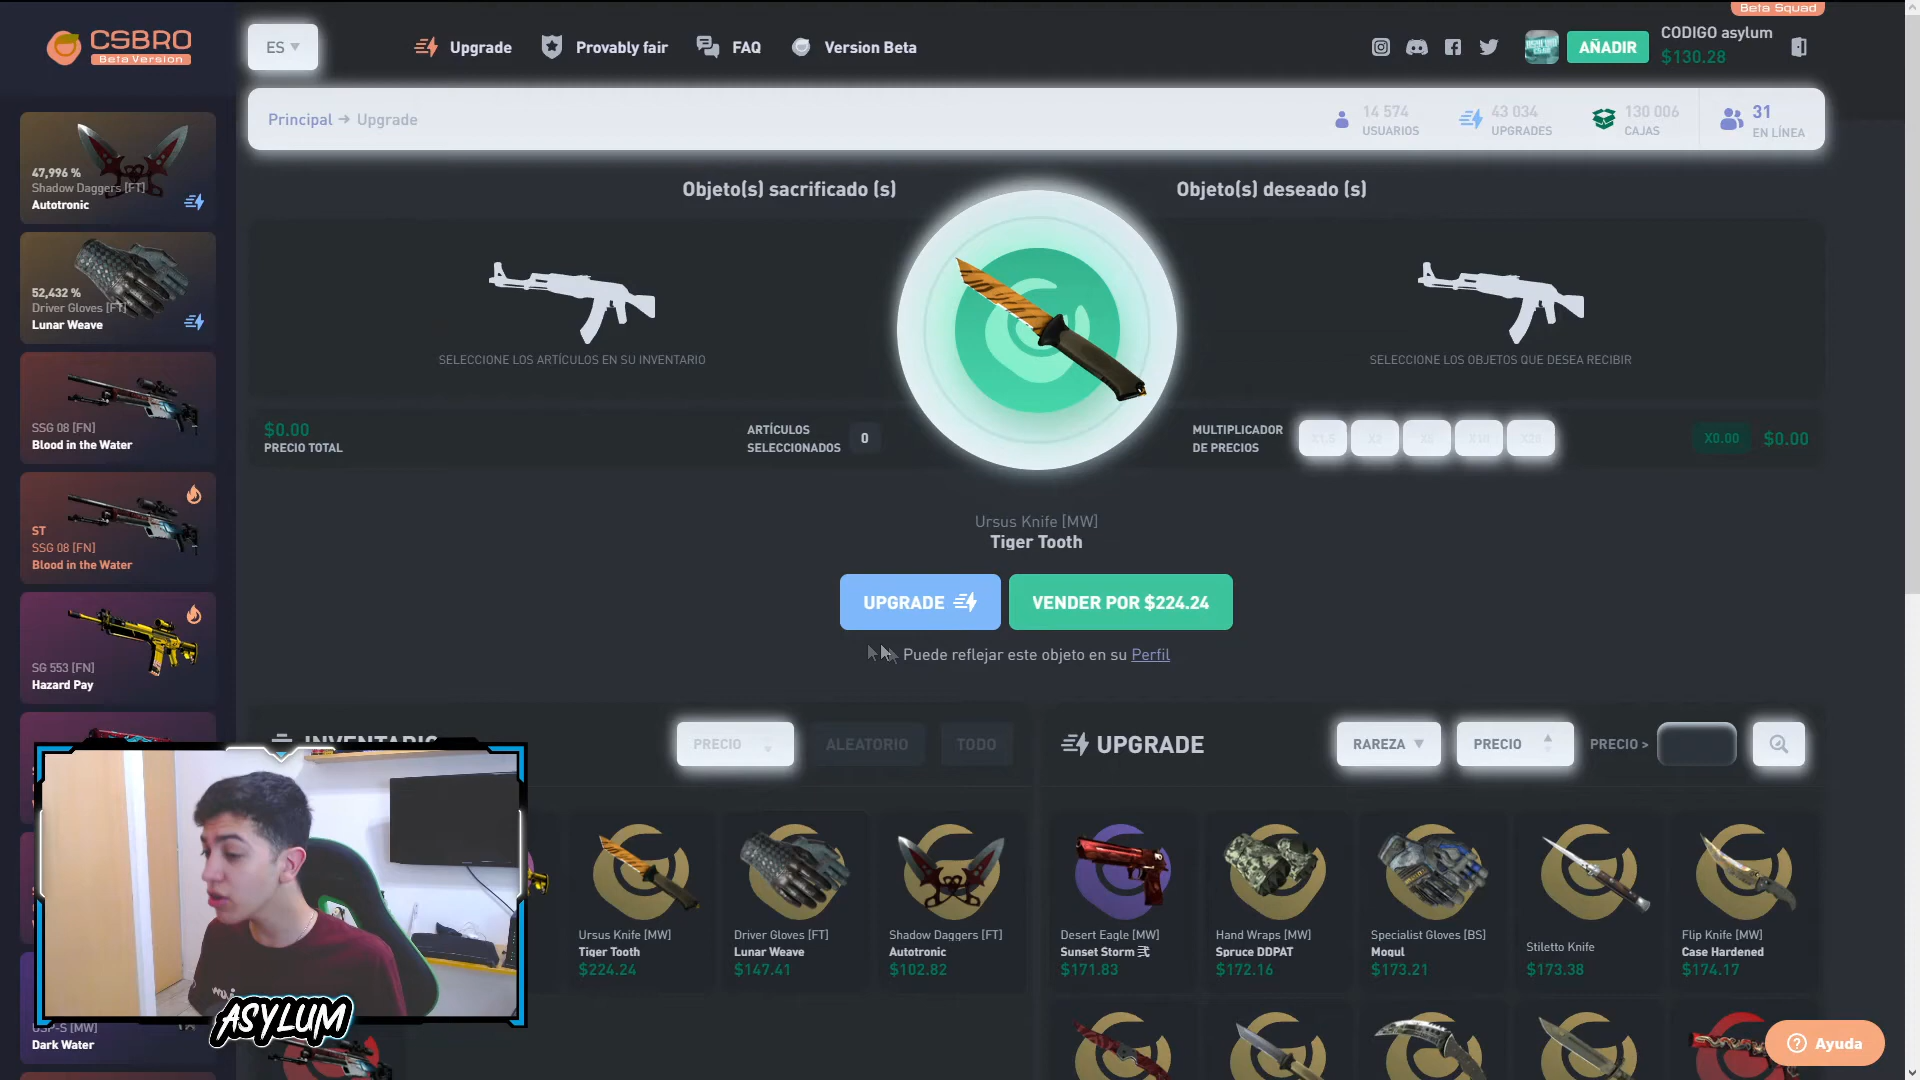 Beta Squad
CSBRO
Beta Version
ES
Upgrade
Provably fair
FAQ
Version Beta
AÑADIR
CODIGO asylum
$130.28
Principal → Upgrade
14 574
USUARIOS
43 034
UPGRADES
130 006
CAJAS
31
EN LÍNEA
47,996 %
Shadow Daggers [FT]
Autotronic
52,432 %
Driver Gloves [FT]
Lunar Weave
SSG 08 [FN]
Blood in the Water
ST
SSG 08 [FN]
Blood in the Water
SG 553 [FN]
Hazard Pay
USP-S [MW]
Dark Water
Objeto(s) sacrificado (s)
Objeto(s) deseado (s)
SELECCIONE LOS ARTÍCULOS EN SU INVENTARIO
SELECCIONE LOS OBJETOS QUE DESEA RECIBIR
$0.00
PRECIO TOTAL
ARTÍCULOS
SELECCIONADOS
0
MULTIPLICADOR
DE PRECIOS
X1.5
X2
X5
X10
X20
X0.00
$0.00
Ursus Knife [MW]
Tiger Tooth
UPGRADE
VENDER POR $224.24
Puede reflejar este objeto en su Perfil
INVENTARIO
PRECIO
ALEATORIO
TODO
UPGRADE
RAREZA
PRECIO
PRECIO >
Ursus Knife [MW]
Tiger Tooth
$224.24
Driver Gloves [FT]
Lunar Weave
$147.41
Shadow Daggers [FT]
Autotronic
$102.82
Desert Eagle [MW]
Sunset Storm
$171.83
Hand Wraps [MW]
Spruce DDPAT
$172.16
Specialist Gloves [BS]
Mogul
$173.21
Stiletto Knife
$173.38
Flip Knife [MW]
Case Hardened
$174.17
ASYLUM
Ayuda